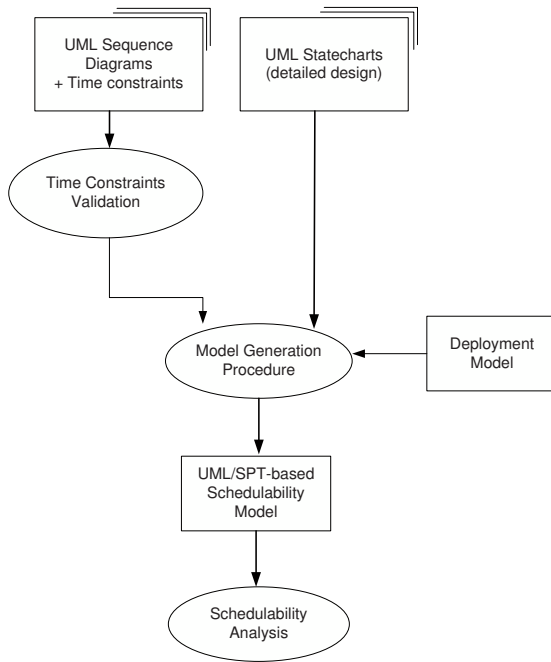 UML Sequence
Diagrams
+ Time constraints
UML Statecharts
(detailed design)
Time Constraints
Validation
Model Generation
Procedure
Deployment
Model
UML/SPT-based
Schedulability
Model
Schedulability
Analysis